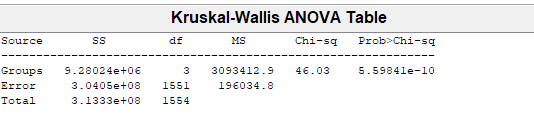 Kruskal-Wallis ANOVA Table
Source SS df MS Chi-sq Prob>Chi-sq
Groups 9.28024e+06 3 3093412.9 46.03 5.59841e-10
Error 3.0405e+08 1551 196034.8
Total 3.1333e+08 1554